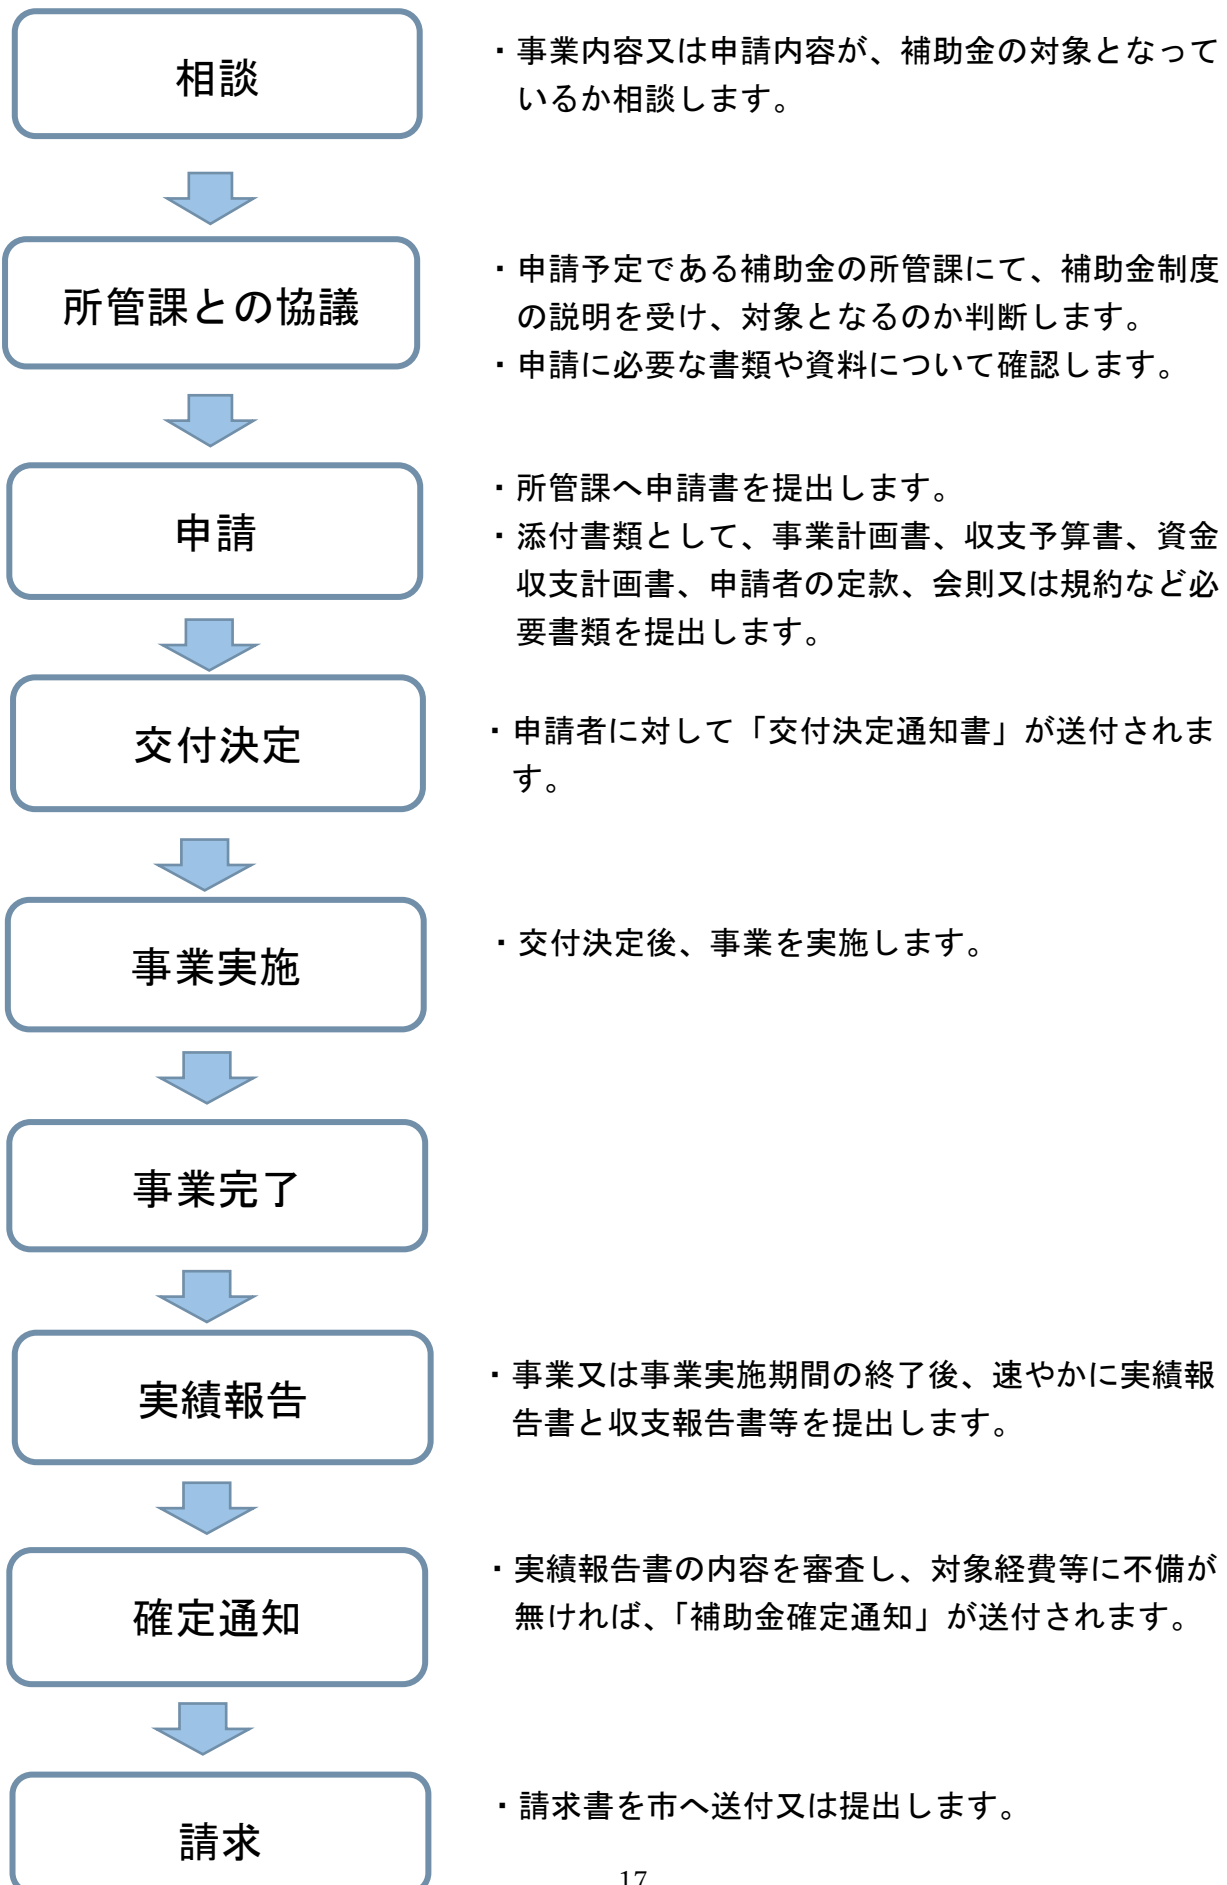 相談
・事業内容又は申請内容が、補助金の対象となって
いるか相談します。
所管課との協議
・申請予定である補助金の所管課にて、補助金制度
の説明を受け、対象となるのか判断します。
・申請に必要な書類や資料について確認します。
申請
・所管課へ申請書を提出します。
・添付書類として、事業計画書、収支予算書、資金
収支計画書、申請者の定款、会則又は規約など必
要書類を提出します。
交付決定
・申請者に対して「交付決定通知書」が送付されま
す。
事業実施
・交付決定後、事業を実施します。
事業完了
実績報告
・事業又は事業実施期間の終了後、速やかに実績報
告書と収支報告書等を提出します。
確定通知
・実績報告書の内容を審査し、対象経費等に不備が
無ければ、「補助金確定通知」が送付されます。
請求
・請求書を市へ送付又は提出します。
17